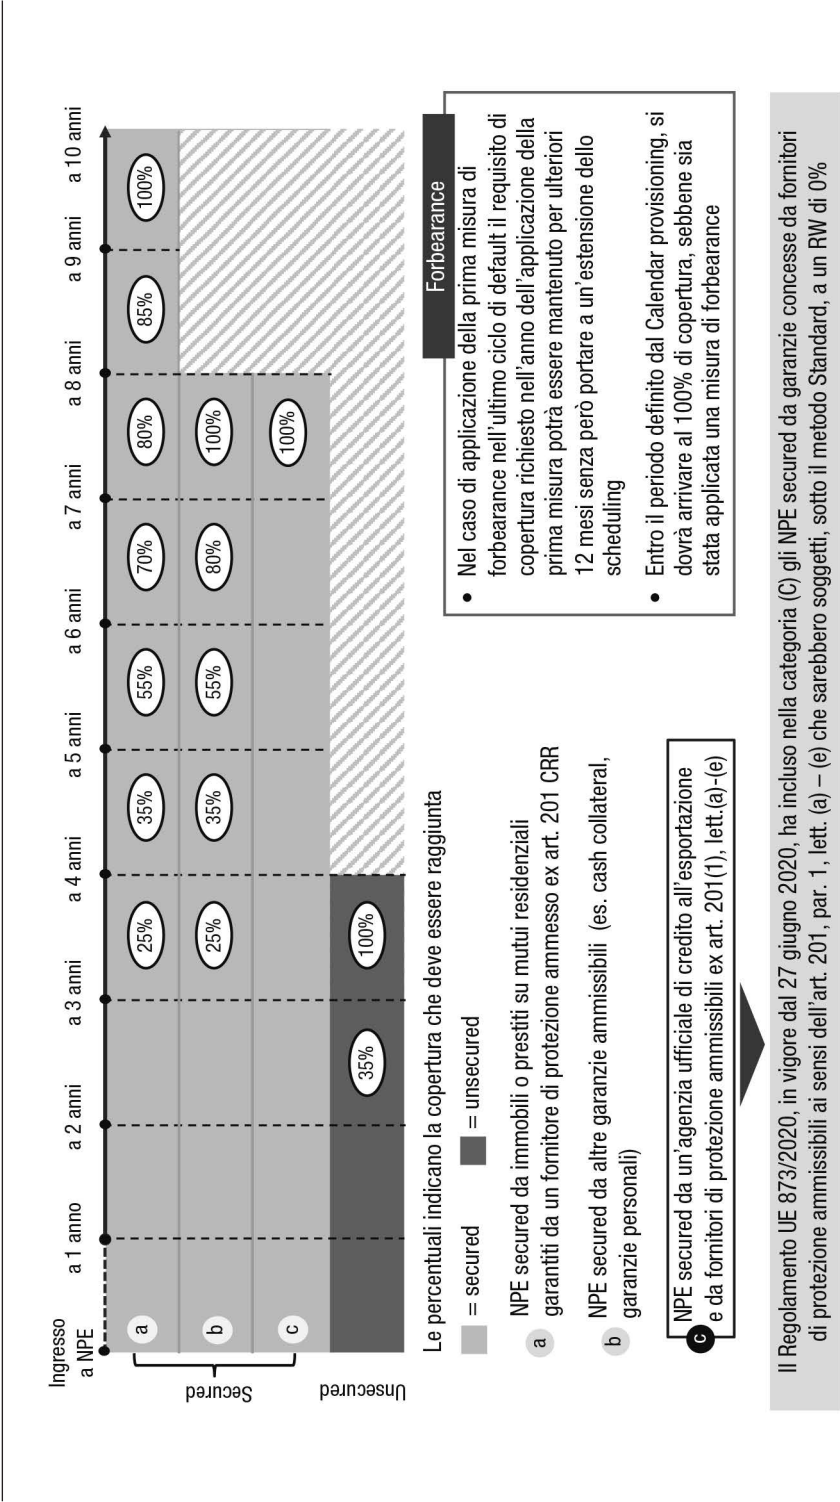 Ingresso
a NPE
a 1 anno
a 2 anni
a 3 anni
a 4 anni
a 5 anni
a 6 anni
a 7 anni
a 8 anni
a 9 anni
a 10 anni
Secured
a
25%
35%
55%
70%
80%
85%
100%
b
25%
35%
55%
80%
100%
c
100%
Unsecured
35%
100%
Le percentuali indicano la copertura che deve essere raggiunta
= secured
= unsecured
a
NPE secured da immobili o prestiti su mutui residenziali
garantiti da un fornitore di protezione ammesso ex art. 201 CRR
b
NPE secured da altre garanzie ammissibili (es. cash collateral,
garanzie personali)
c
NPE secured da un'agenzia ufficiale di credito all'esportazione
e da fornitori di protezione ammissibili ex art. 201(1), lett.(a)-(e)
Forbearance
• Nel caso di applicazione della prima misura di
forbearance nell'ultimo ciclo di default il requisito di
copertura richiesto nell'anno dell'applicazione della
prima misura potrà essere mantenuto per ulteriori
12 mesi senza però portare a un'estensione dello
scheduling
• Entro il periodo definito dal Calendar provisioning, si
dovrà arrivare al 100% di copertura, sebbene sia
stata applicata una misura di forbearance
Il Regolamento UE 873/2020, in vigore dal 27 giugno 2020, ha incluso nella categoria (C) gli NPE secured da garanzie concesse da fornitori
di protezione ammissibili ai sensi dell'art. 201, par. 1, lett. (a) – (e) che sarebbero soggetti, sotto il metodo Standard, a un RW di 0%